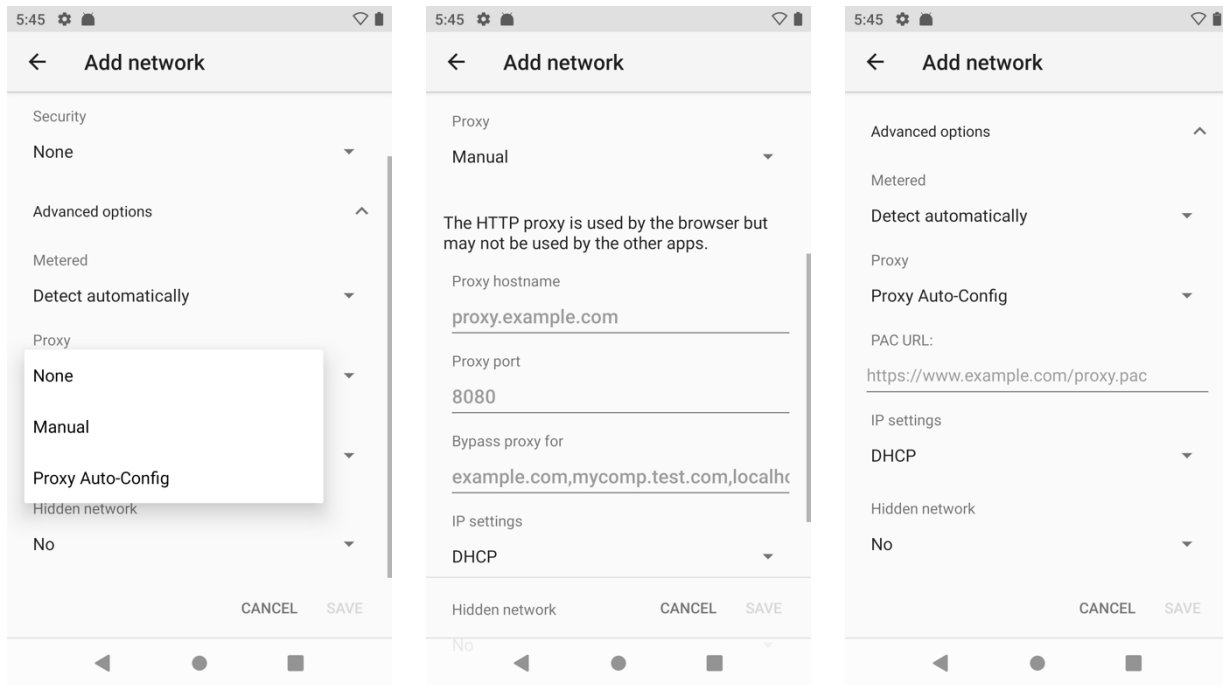 5:45
Add network
Security
None
Advanced options
Metered
Detect automatically
Proxy
None
Manual
Proxy Auto-Config
Hidden network
No
CANCEL SAVE
5:45
Add network
Proxy
Manual
The HTTP proxy is used by the browser but
may not be used by the other apps.
Proxy hostname
proxy.example.com
Proxy port
8080
Bypass proxy for
example.com,mycomp.test.com,localho
IP settings
DHCP
Hidden network
CANCEL SAVE
No
5:45
Add network
Advanced options
Metered
Detect automatically
Proxy
Proxy Auto-Config
PAC URL:
https://www.example.com/proxy.pac
IP settings
DHCP
Hidden network
No
CANCEL SAVE